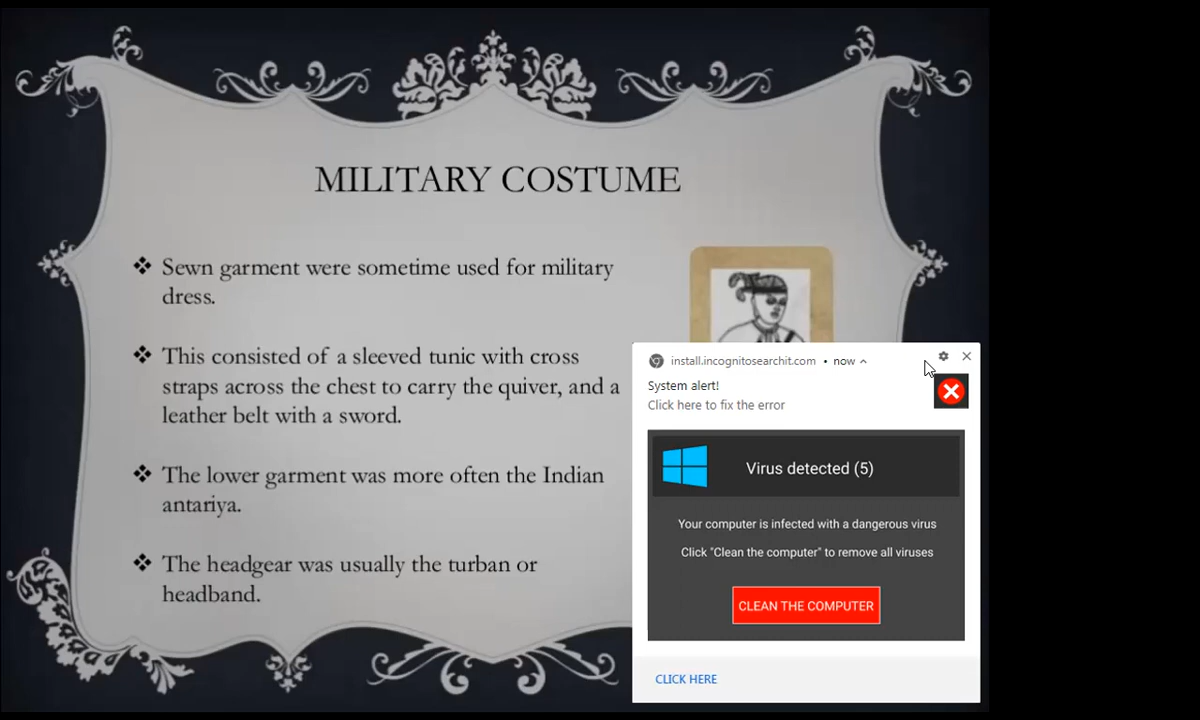 MILITARY COSTUME
❖ Sewn garment were sometime used for military
dress.
❖ This consisted of a sleeved tunic with cross
straps across the chest to carry the quiver, and a
leather belt with a sword.
❖ The lower garment was more often the Indian
antariya.
❖ The headgear was usually the turban or
headband.
install.incognitosearchit.com • now
System alert!
Click here to fix the error
Virus detected (5)
Your computer is infected with a dangerous virus
Click "Clean the computer" to remove all viruses
CLEAN THE COMPUTER
CLICK HERE